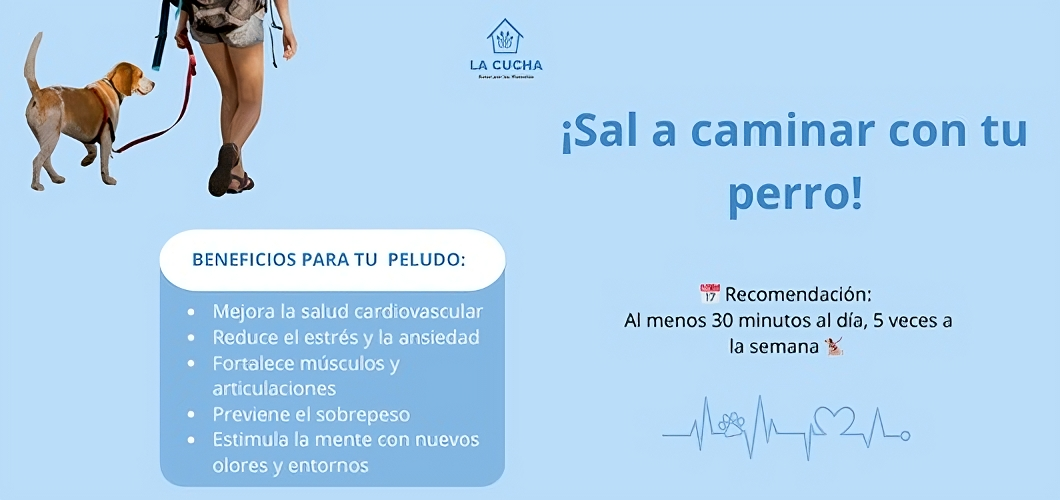 LA CUCHA
¡Sal a caminar con tu
perro!
BENEFICIOS PARA TU PELUDO:
• Mejora la salud cardiovascular
• Reduce el estrés y la ansiedad
• Fortalece músculos y
articulaciones
• Previene el sobrepeso
• Estimula la mente con nuevos
olores y entornos
📅 Recomendación:
Al menos 30 minutos al día, 5 veces a
la semana 🐕